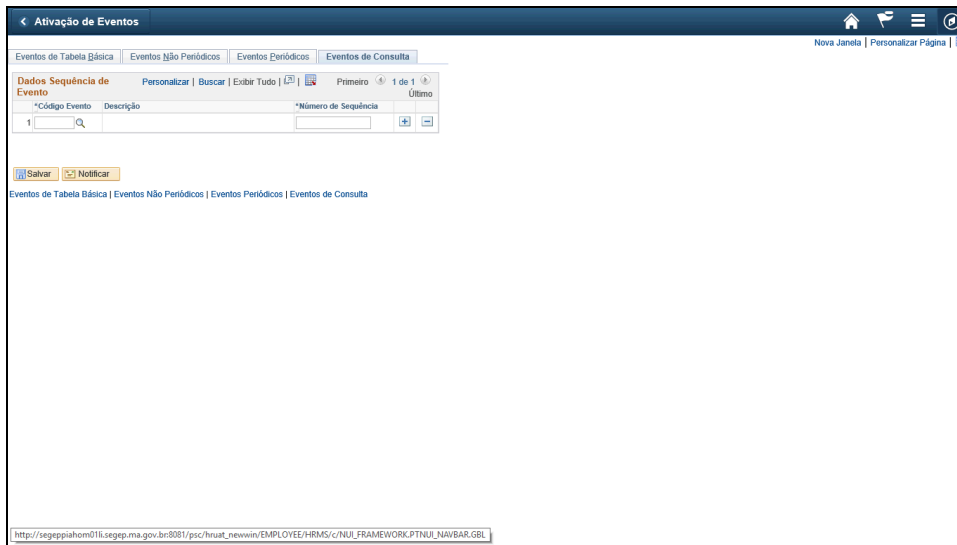 Ativação de Eventos
Nova Janela | Personalizar Página |
Eventos de Tabela Básica Eventos Não Periódicos Eventos Periódicos Eventos de Consulta
Dados Sequência de Evento Personalizar | Buscar | Exibir Tudo | | Primeiro 1 de 1 Último
*Código Evento Descrição *Número de Sequência
1
Salvar Notificar
Eventos de Tabela Básica | Eventos Não Periódicos | Eventos Periódicos | Eventos de Consulta
http://segeppiahom01li.segep.ma.gov.br:8081/psc/hruat_newwin/EMPLOYEE/HRMS/c/NUI_FRAMEWORK.PTNUI_NAVBAR.GBL